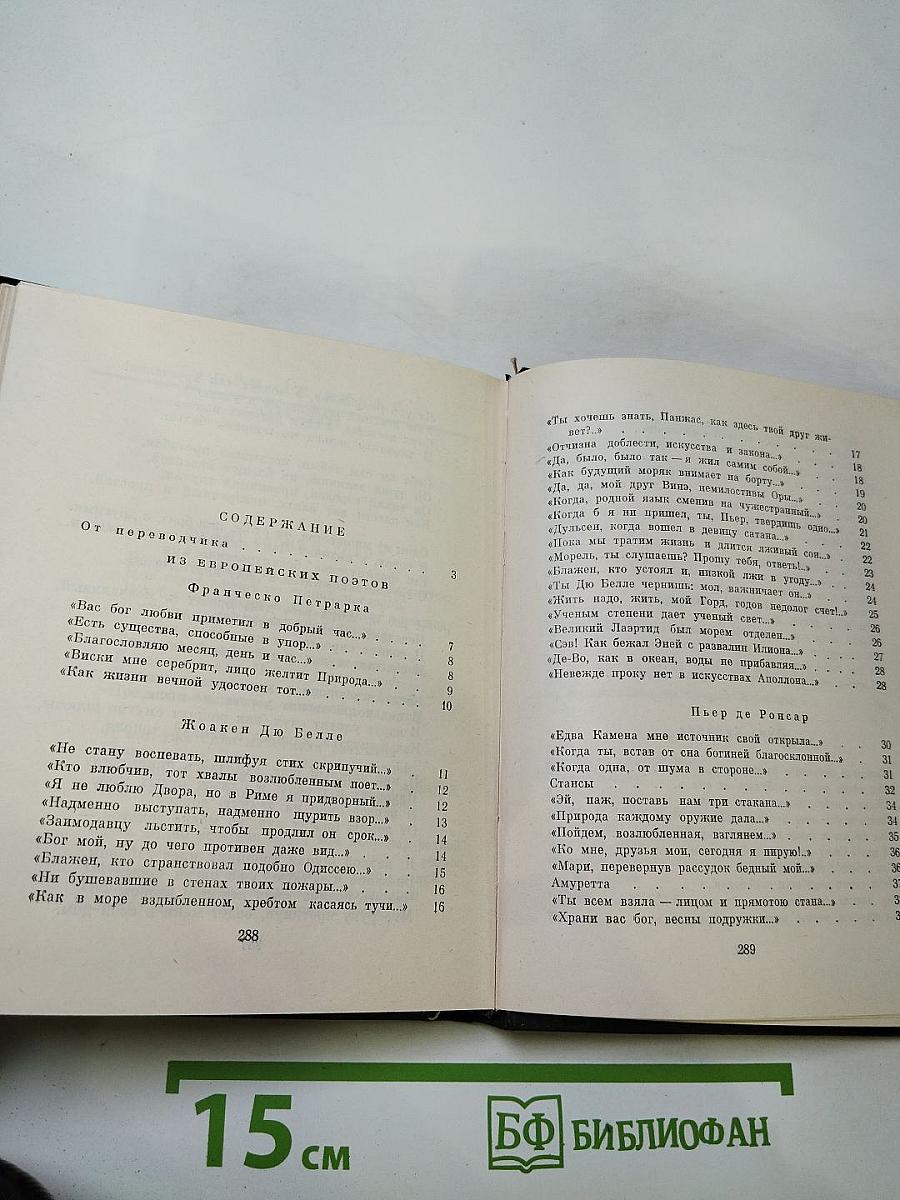 СОДЕРЖАНИЕ
От переводчика . . . . . . . . . . . 3
ИЗ ЕВРОПЕЙСКИХ ПОЭТОВ
Франческо Петрарка
«Вас бог любви приметил в добрый час...» . . . . 7
«Есть существа, способные в упор...» . . . . . . . 8
«Благословляю месяц, день и час...» . . . . . . 8
«Виски мне серебрит, лицо желтит Природа...» . . 9
«Как жизни вечной удостоен тот...» . . . . . . 10
Жоакен Дю Белле
«Не стану воспевать, шлифуя стих скрипучий...» . 11
«Кто влюбчив, тот хвалы возлюбленным поет...» . 12
«Я не люблю Двора, но в Риме я придворный...» . 12
«Надменно выступать, надменно щурить взор...» . 13
«Заимодавцу льстить, чтобы продлил он срок...» . 14
«Бог мой, ну до чего противен даже вид...» . . . 14
«Блажен, кто странствовал подобно Одиссею...» . . 15
«Ни бушевавшие в стенах твоих пожары...» . . . 16
«Как в море вздыбленном, хребтом касаясь тучи...» 16
288
«Ты хочешь знать, Панжас, как здесь твой друг жи-
вет?..» . . . . . . . . . . . . 17
«Отчизна доблести, искусства и закона...» . . . . 18
«Да, было, было так — я жил самим собой...» . . . 18
«Как будущий моряк внимает на борту...» . . . 19
«Да, да, мой друг Винэ, немилостивы Оры...» . . . 20
«Когда, родной язык сменив на чужестранный...» . 20
«Когда б я ни пришел, ты, Пьер, твердишь одно...» . 21
«Дульсен, когда вошел в девицу сатана...» . . . . 22
«Пока мы тратим жизнь и длится лживый сон...» . . 22
«Морель, ты слушаешь? Прошу тебя, ответь!..» . . . 23
«Блажен, кто устоял и, низкой лжи в угоду...» . . . 24
«Ты Дю Белле чернишь: мол, важничает он...» . . . 24
«Жить надо, жить, мой Горд, годов недолог счет!..» 25
«Ученым степени дает ученый свет...» . . . . . 26
«Великий Лаэртид был морем отделен...» . . . . 26
«Сэв! Как бежал Эней с развалин Илиона...» . . . 27
«Де-Во, как в океан, воды не прибавляя...» . . . . 28
«Невежде проку нет в искусствах Аполлона...» . . 28
Пьер де Ронсар
«Едва Камена мне источник свой открыла...» . . 30
«Когда ты, встав от сна богиней благосклонной...» . 31
«Когда одна, от шума в стороне...» . . . . 31
Стансы . . . . . . . . . . . . . 32
«Эй, паж, поставь нам три стакана...» . . . . 34
«Природа каждому оружие дала...» . . . . . 34
«Пойдем, возлюбленная, взглянем...» . . . . . 35
«Ко мне, друзья мои, сегодня я пирую!..» . . . 36
«Мари, перевернув рассудок бедный мой...» . . . 36
Амуретта . . . . . . . . . . . .
«Ты всем взяла — лицом и прямотою стана...» . .
«Храни вас бог, весны подружки...» . . . . .
289
15 см
БФ БИБЛИОФАН